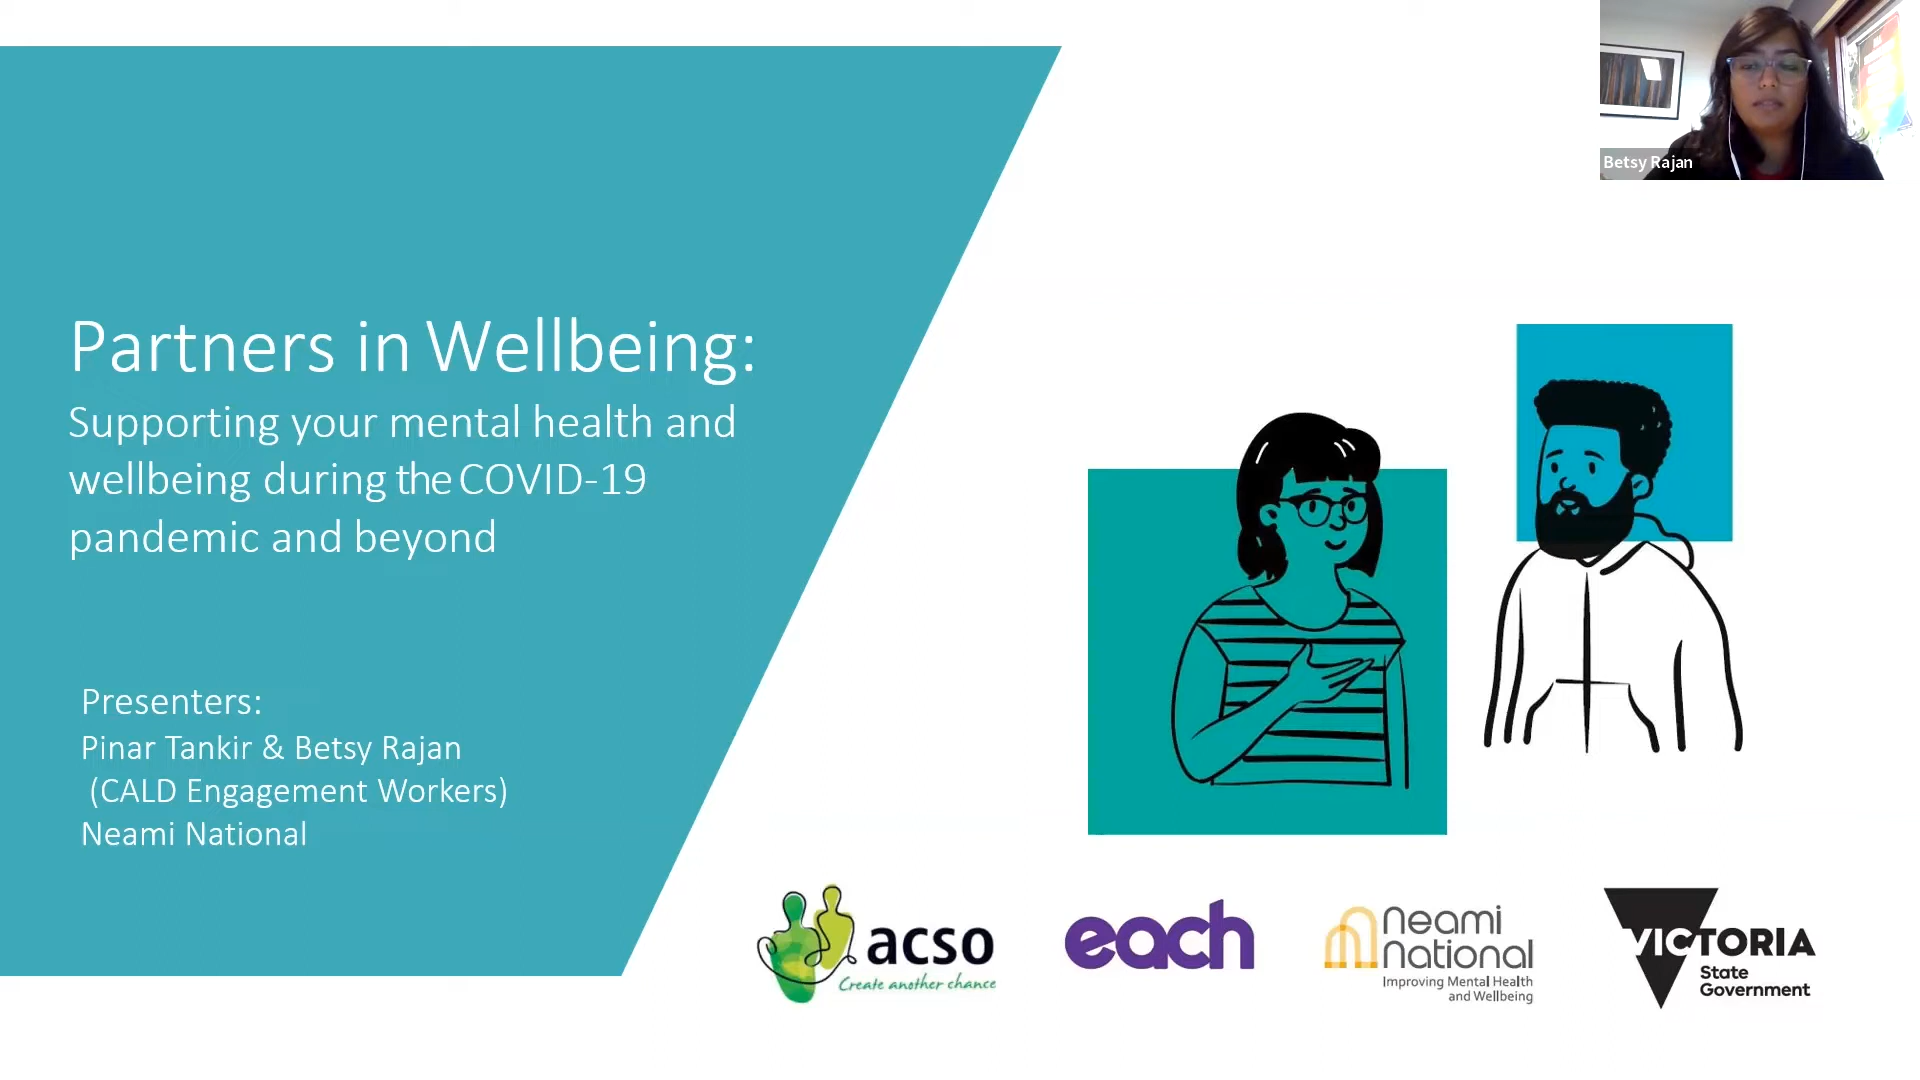 Betsy Rajan
Partners in Wellbeing:
Supporting your mental health and
wellbeing during the COVID-19
pandemic and beyond
Presenters:
Pinar Tankir & Betsy Rajan
(CALD Engagement Workers)
Neami National
acso
Create another chance
each
Neami
National
Improving Mental Health
and Wellbeing
VICTORIA
State
Government